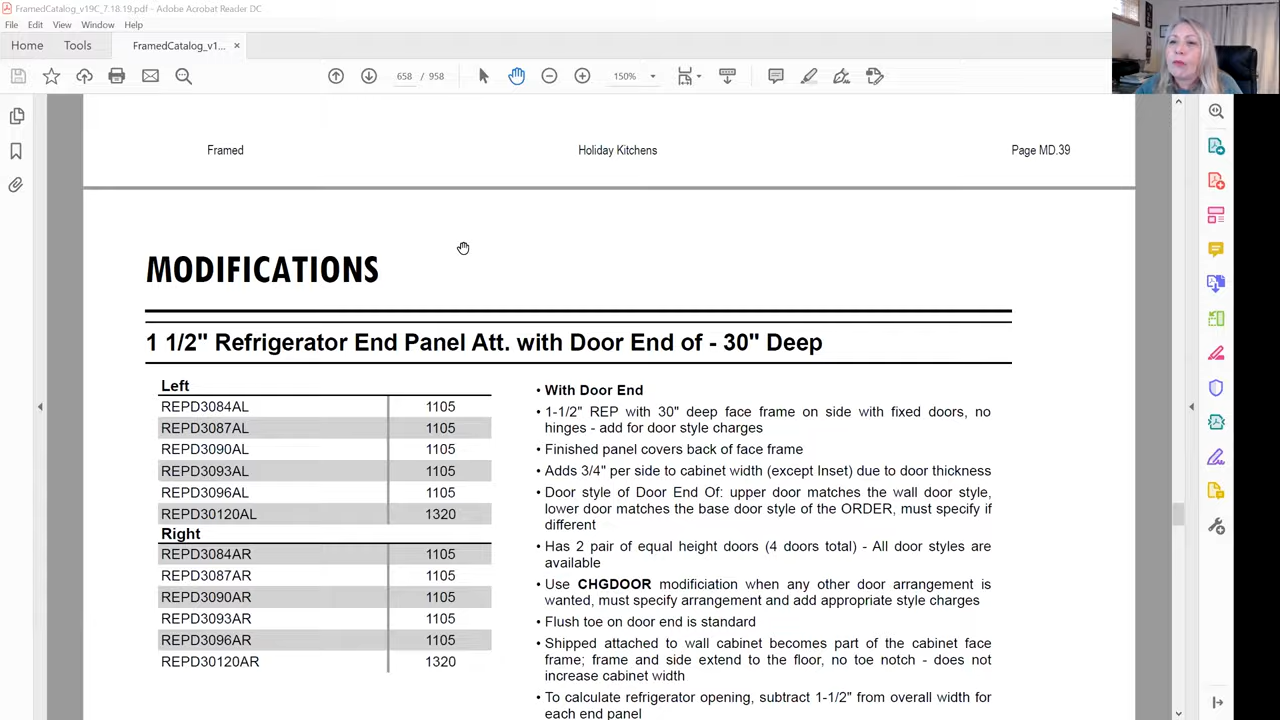 FramedCatalog_v19C_7.18.19.pdf - Adobe Acrobat Reader DC
File Edit View Window Help
Home Tools FramedCatalog_v1... ×
658 / 958 150%
Framed Holiday Kitchens Page MD.39
MODIFICATIONS
1 1/2" Refrigerator End Panel Att. with Door End of - 30" Deep
Left
REPD3084AL 1105
REPD3087AL 1105
REPD3090AL 1105
REPD3093AL 1105
REPD3096AL 1105
REPD30120AL 1320
Right
REPD3084AR 1105
REPD3087AR 1105
REPD3090AR 1105
REPD3093AR 1105
REPD3096AR 1105
REPD30120AR 1320
• With Door End
• 1-1/2" REP with 30" deep face frame on side with fixed doors, no
hinges - add for door style charges
• Finished panel covers back of face frame
• Adds 3/4" per side to cabinet width (except Inset) due to door thickness
• Door style of Door End Of: upper door matches the wall door style,
lower door matches the base door style of the ORDER, must specify if
different
• Has 2 pair of equal height doors (4 doors total) - All door styles are
available
• Use CHGDOOR modificiation when any other door arrangement is
wanted, must specify arrangement and add appropriate style charges
• Flush toe on door end is standard
• Shipped attached to wall cabinet becomes part of the cabinet face
frame; frame and side extend to the floor, no toe notch - does not
increase cabinet width
• To calculate refrigerator opening, subtract 1-1/2" from overall width for
each end panel